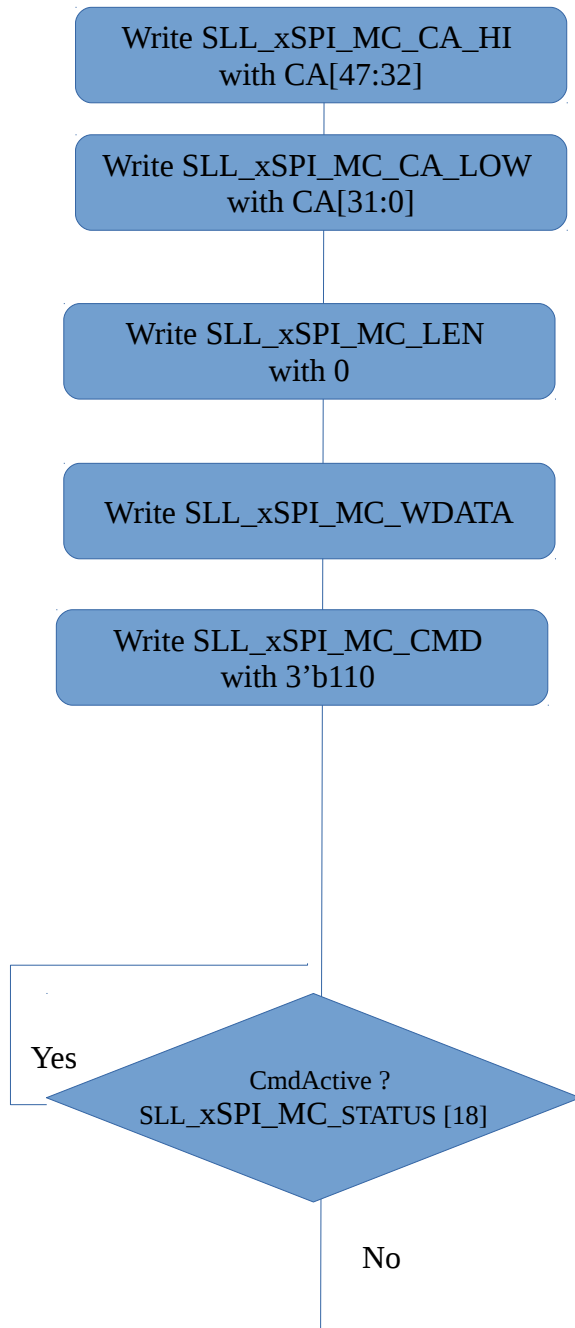 Write SLL_xSPI_MC_CA_HI
with CA[47:32]
Write SLL_xSPI_MC_CA_LOW
with CA[31:0]
Write SLL_xSPI_MC_LEN
with 0
Write SLL_xSPI_MC_WDATA
Write SLL_xSPI_MC_CMD
with 3’b110
Yes
CmdActive ?
SLL_xSPI_MC_STATUS [18]
No